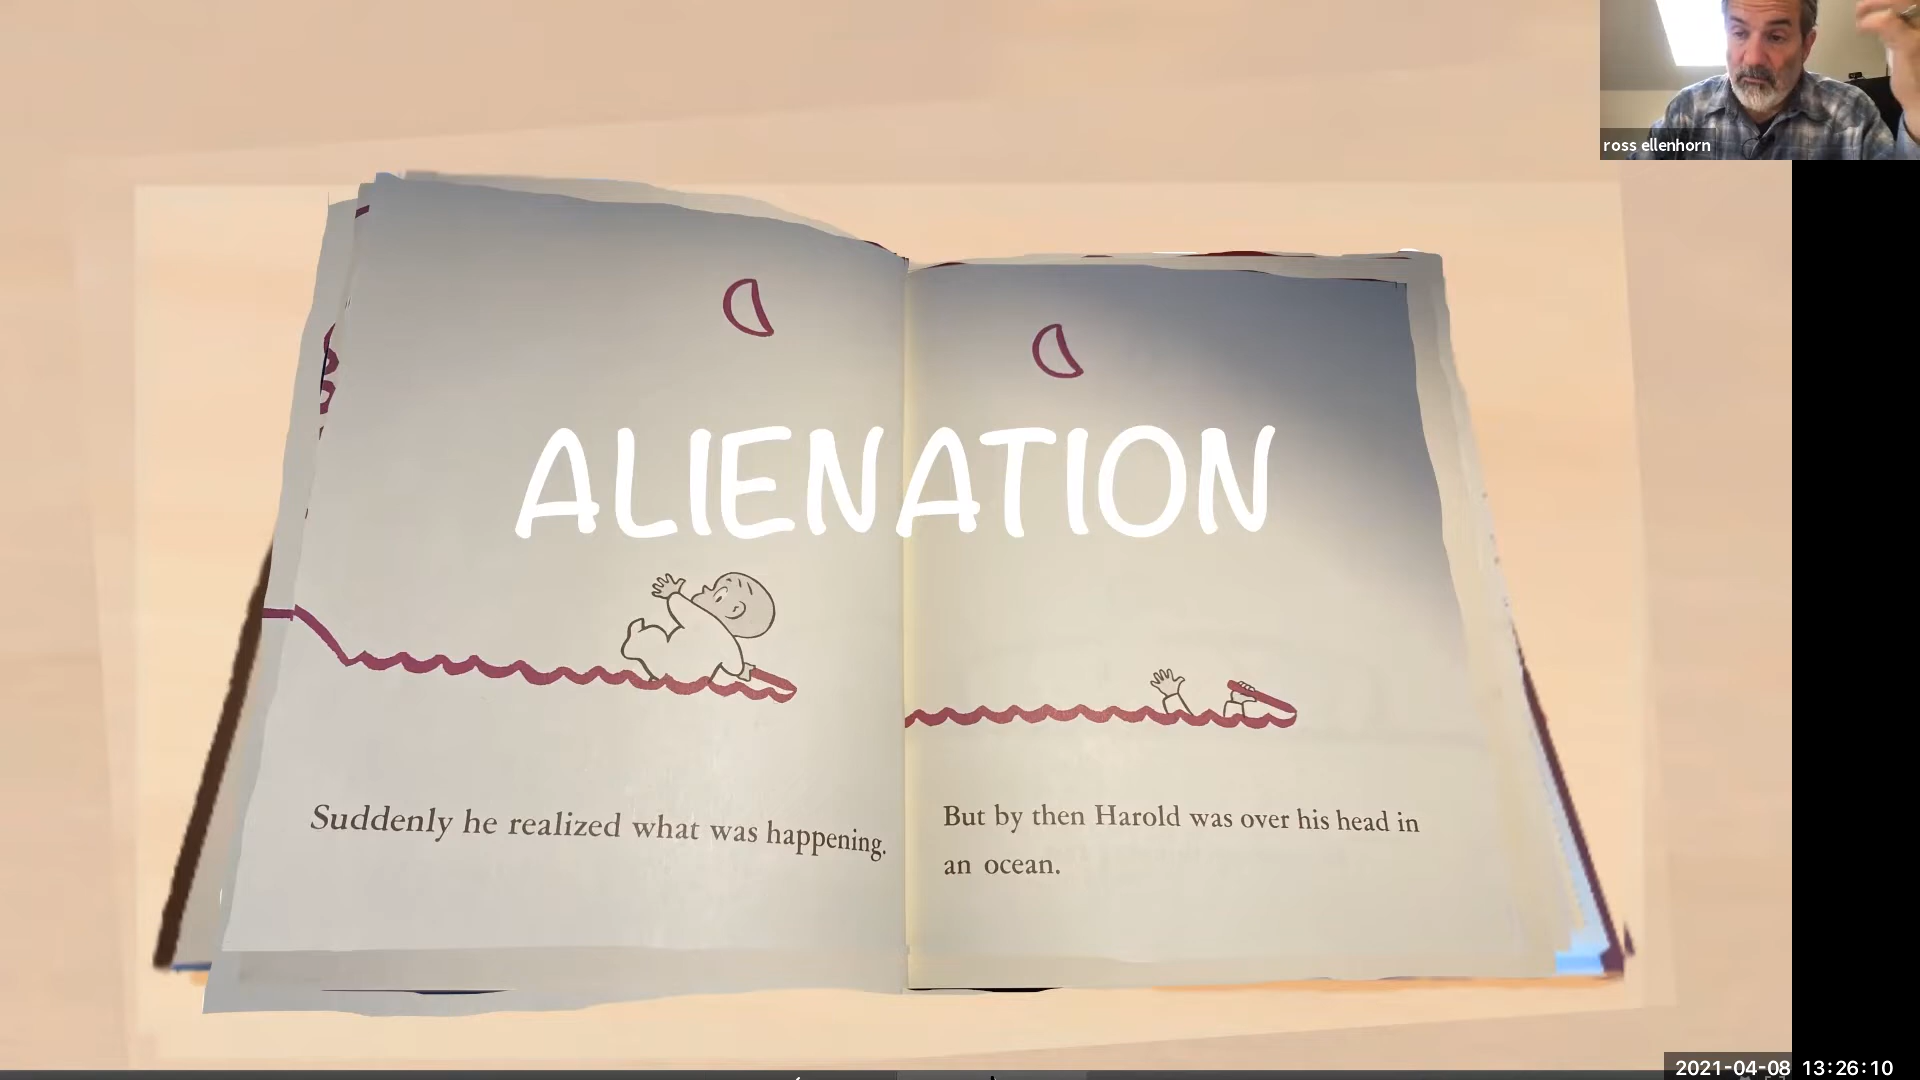 ross ellenhorn
ALIENATION
Suddenly he realized what was happening.
But by then Harold was over his head in
an ocean.
2021-04-08 13:26:10